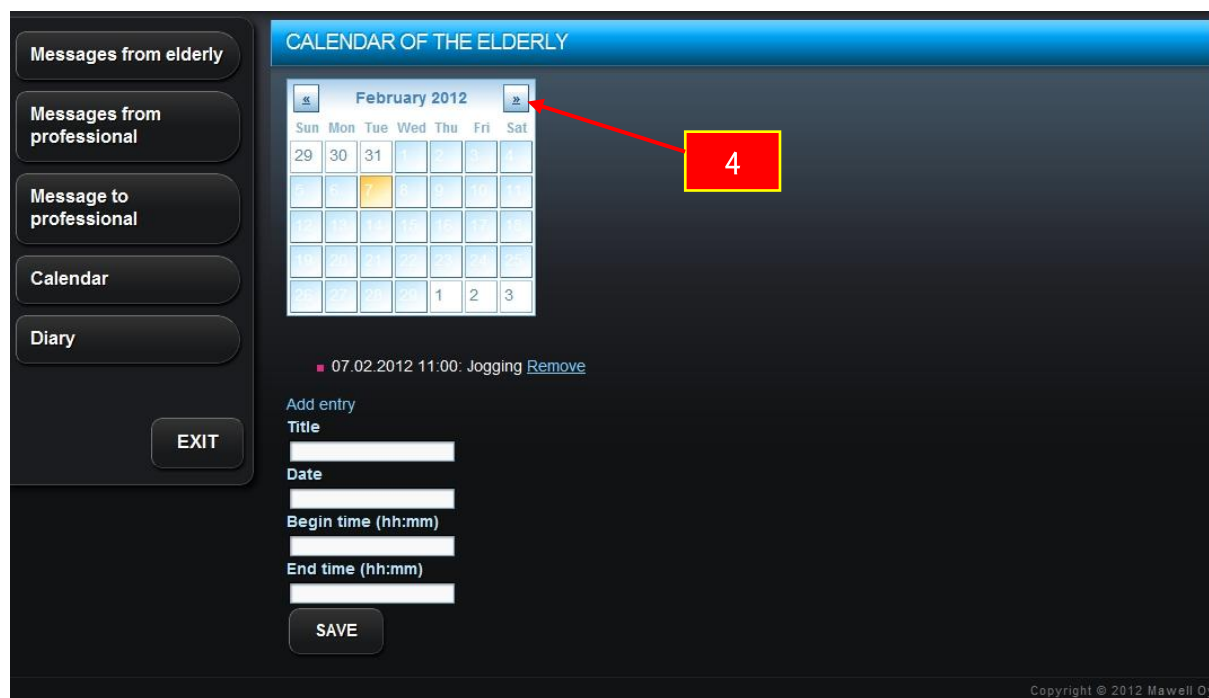 Messages from elderly
Messages from
professional
Message to
professional
Calendar
Diary
EXIT
CALENDAR OF THE ELDERLY
« February 2012 »
Sun Mon Tue Wed Thu Fri Sat
29 30 31 1 2 3 4
5 6 7 8 9 10 11
12 13 14 15 16 17 18
19 20 21 22 23 24 25
26 27 28 29 1 2 3
4
07.02.2012 11:00: Jogging Remove
Add entry
Title
Date
Begin time (hh:mm)
End time (hh:mm)
SAVE
Copyright © 2012 Mawell